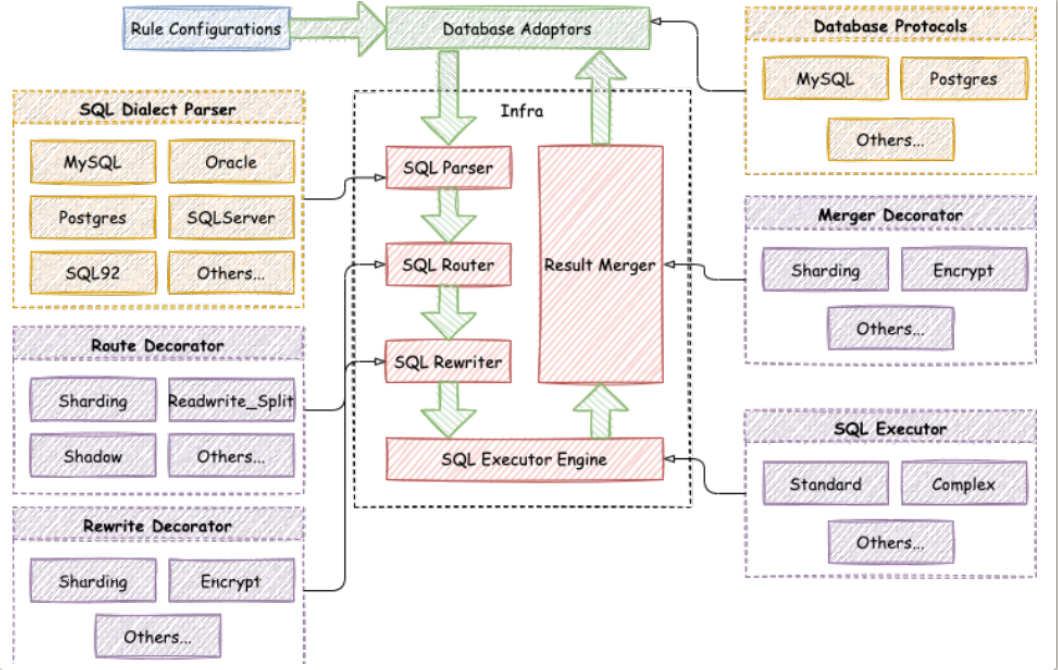 Rule Configurations
Database Adaptors
Database Protocols
MySQL
Postgres
Others...
SQL Dialect Parser
MySQL
Oracle
Postgres
SQLServer
SQL92
Others...
Infra
SQL Parser
SQL Router
SQL Rewriter
Result Merger
SQL Executor Engine
Merger Decorator
Sharding
Encrypt
Others...
Route Decorator
Sharding
Readwrite_Split
Shadow
Others...
SQL Executor
Standard
Complex
Others...
Rewrite Decorator
Sharding
Encrypt
Others...